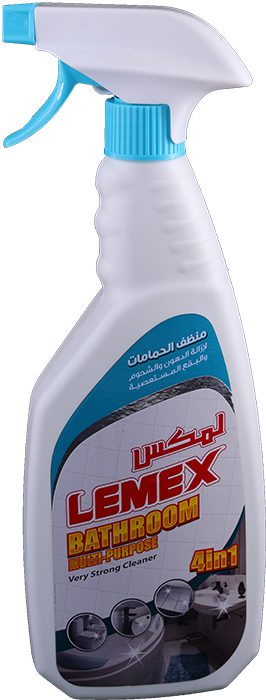 منظف الحمامات
لإزالة الدهون والشحوم
والبقع المستعصية
لمكس
LEMEX
BATHROOM
MULTI-PURPOSE
Very Strong Cleaner
4in1